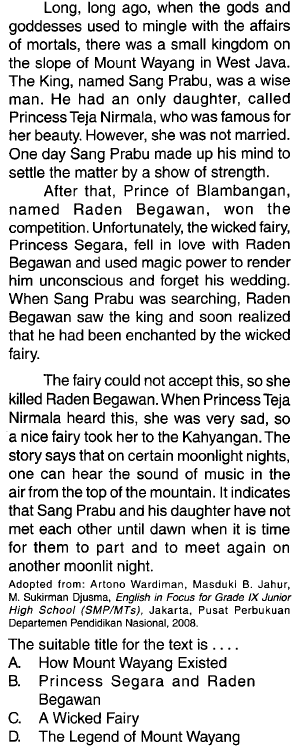 Long, long ago, when the gods and
goddesses used to mingle with the affairs
of mortals, there was a small kingdom on
the slope of Mount Wayang in West Java.
The King, named Sang Prabu, was a wise
man. He had an only daughter, called
Princess Teja Nirmala, who was famous for
her beauty. However, she was not married.
One day Sang Prabu made up his mind to
settle the matter by a show of strength.
After that, Prince of Blambangan,
named Raden Begawan, won the
competition. Unfortunately, the wicked fairy,
Princess Segara, fell in love with Raden
Begawan and used magic power to render
him unconscious and forget his wedding.
When Sang Prabu was searching, Raden
Begawan saw the king and soon realized
that he had been enchanted by the wicked
fairy.
The fairy could not accept this, so she
killed Raden Begawan. When Princess Teja
Nirmala heard this, she was very sad, so
a nice fairy took her to the Kahyangan. The
story says that on certain moonlight nights,
one can hear the sound of music in the
air from the top of the mountain. It indicates
that Sang Prabu and his daughter have not
met each other until dawn when it is time
for them to part and to meet again on
another moonlit night.
Adopted from: Artono Wardiman, Masduki B. Jahur,
M. Sukirman Djusma, English in Focus for Grade IX Junior
High School (SMP/MTs), Jakarta, Pusat Perbukuan
Departemen Pendidikan Nasional, 2008.
The suitable title for the text is . . . .
A. How Mount Wayang Existed
B. Princess Segara and Raden
Begawan
C. A Wicked Fairy
D. The Legend of Mount Wayang